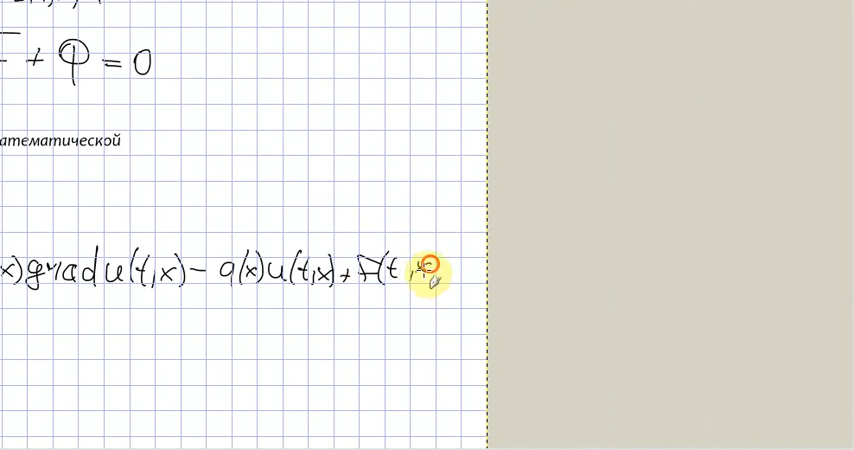 + φ = 0
атематической
x) grad u(t,x) - q(x)u(t,x) + F(t,x